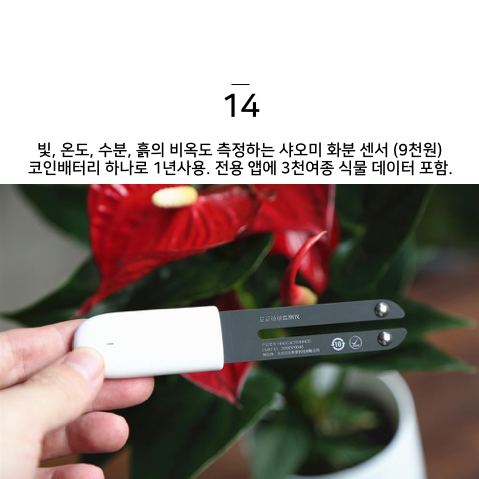 14
빛, 온도, 수분, 흙의 비옥도 측정하는 샤오미 화분 센서 (9천원)
코인배터리 하나로 1년사용. 전용 앱에 3천여종 식물 데이터 포함.
10